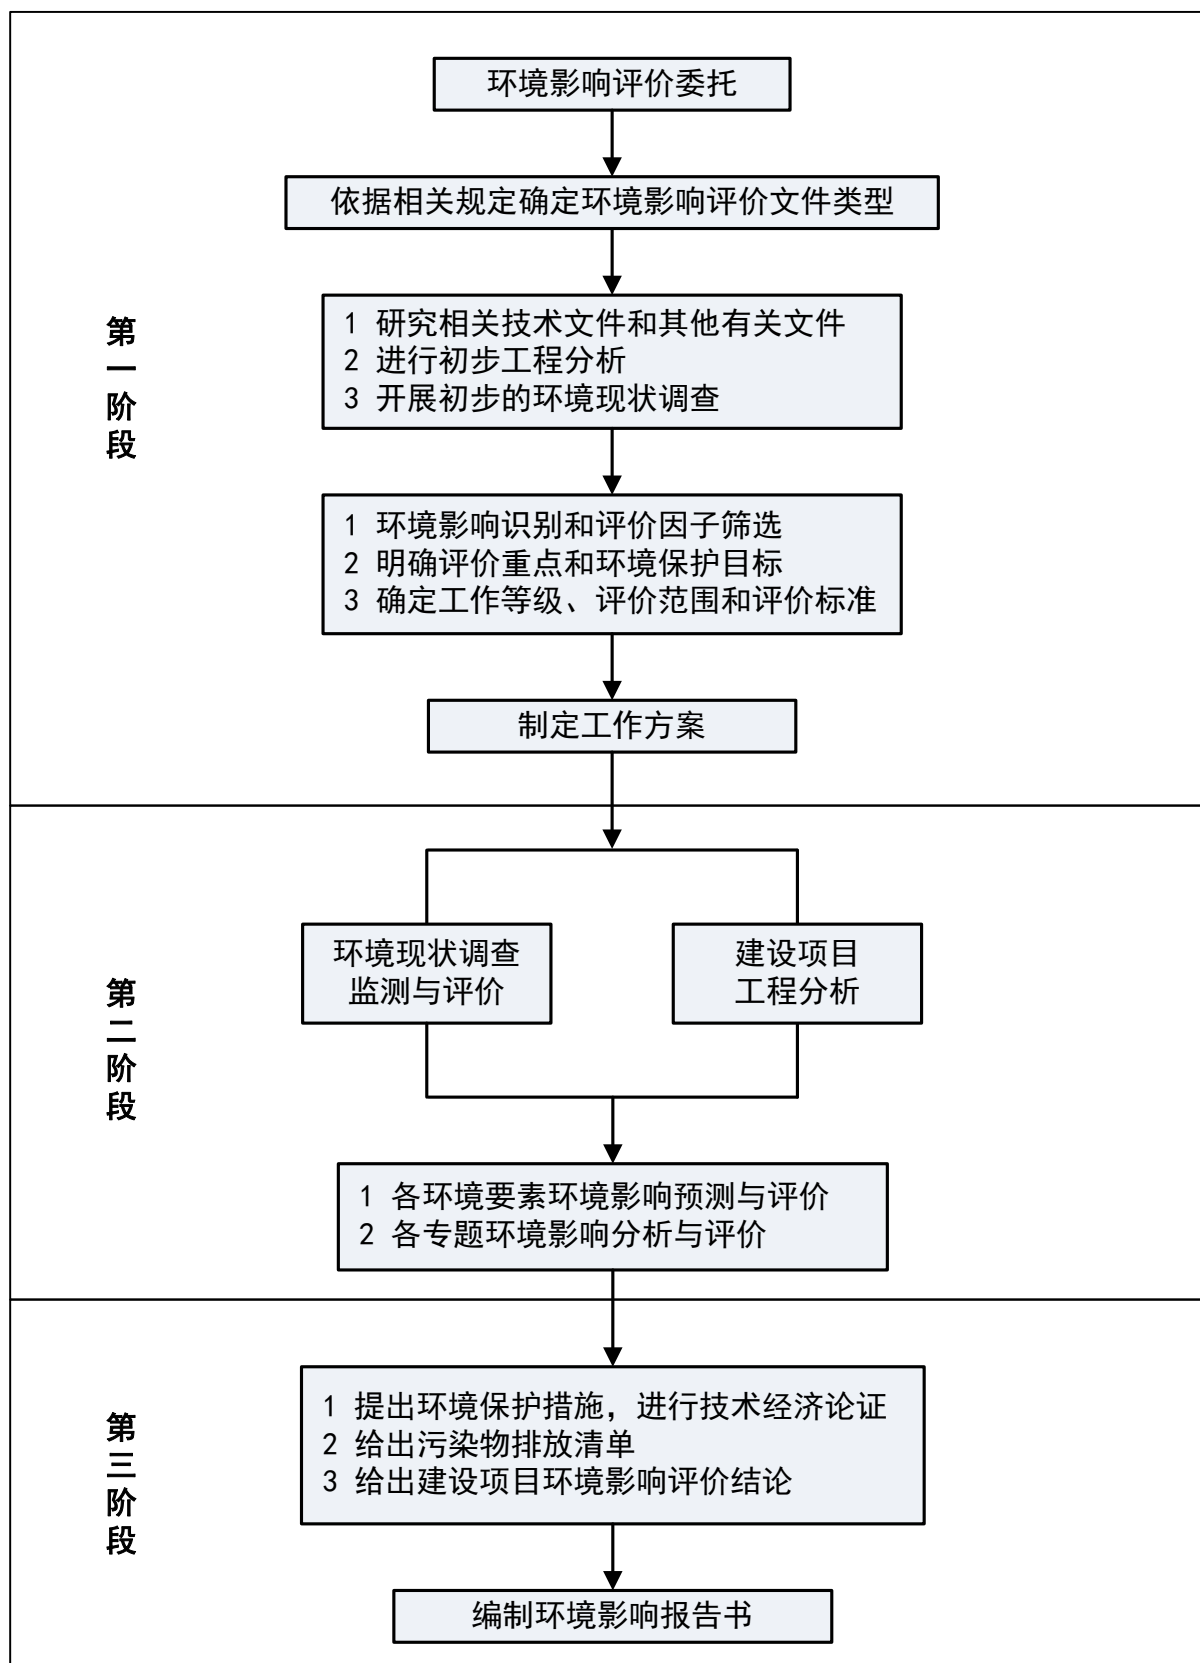 环境影响评价委托
依据相关规定确定环境影响评价文件类型
第一阶段
1 研究相关技术文件和其他有关文件
2 进行初步工程分析
3 开展初步的环境现状调查
1 环境影响识别和评价因子筛选
2 明确评价重点和环境保护目标
3 确定工作等级、评价范围和评价标准
制定工作方案
第二阶段
环境现状调查
监测与评价
建设项目
工程分析
1 各环境要素环境影响预测与评价
2 各专题环境影响分析与评价
第三阶段
1 提出环境保护措施，进行技术经济论证
2 给出污染物排放清单
3 给出建设项目环境影响评价结论
编制环境影响报告书